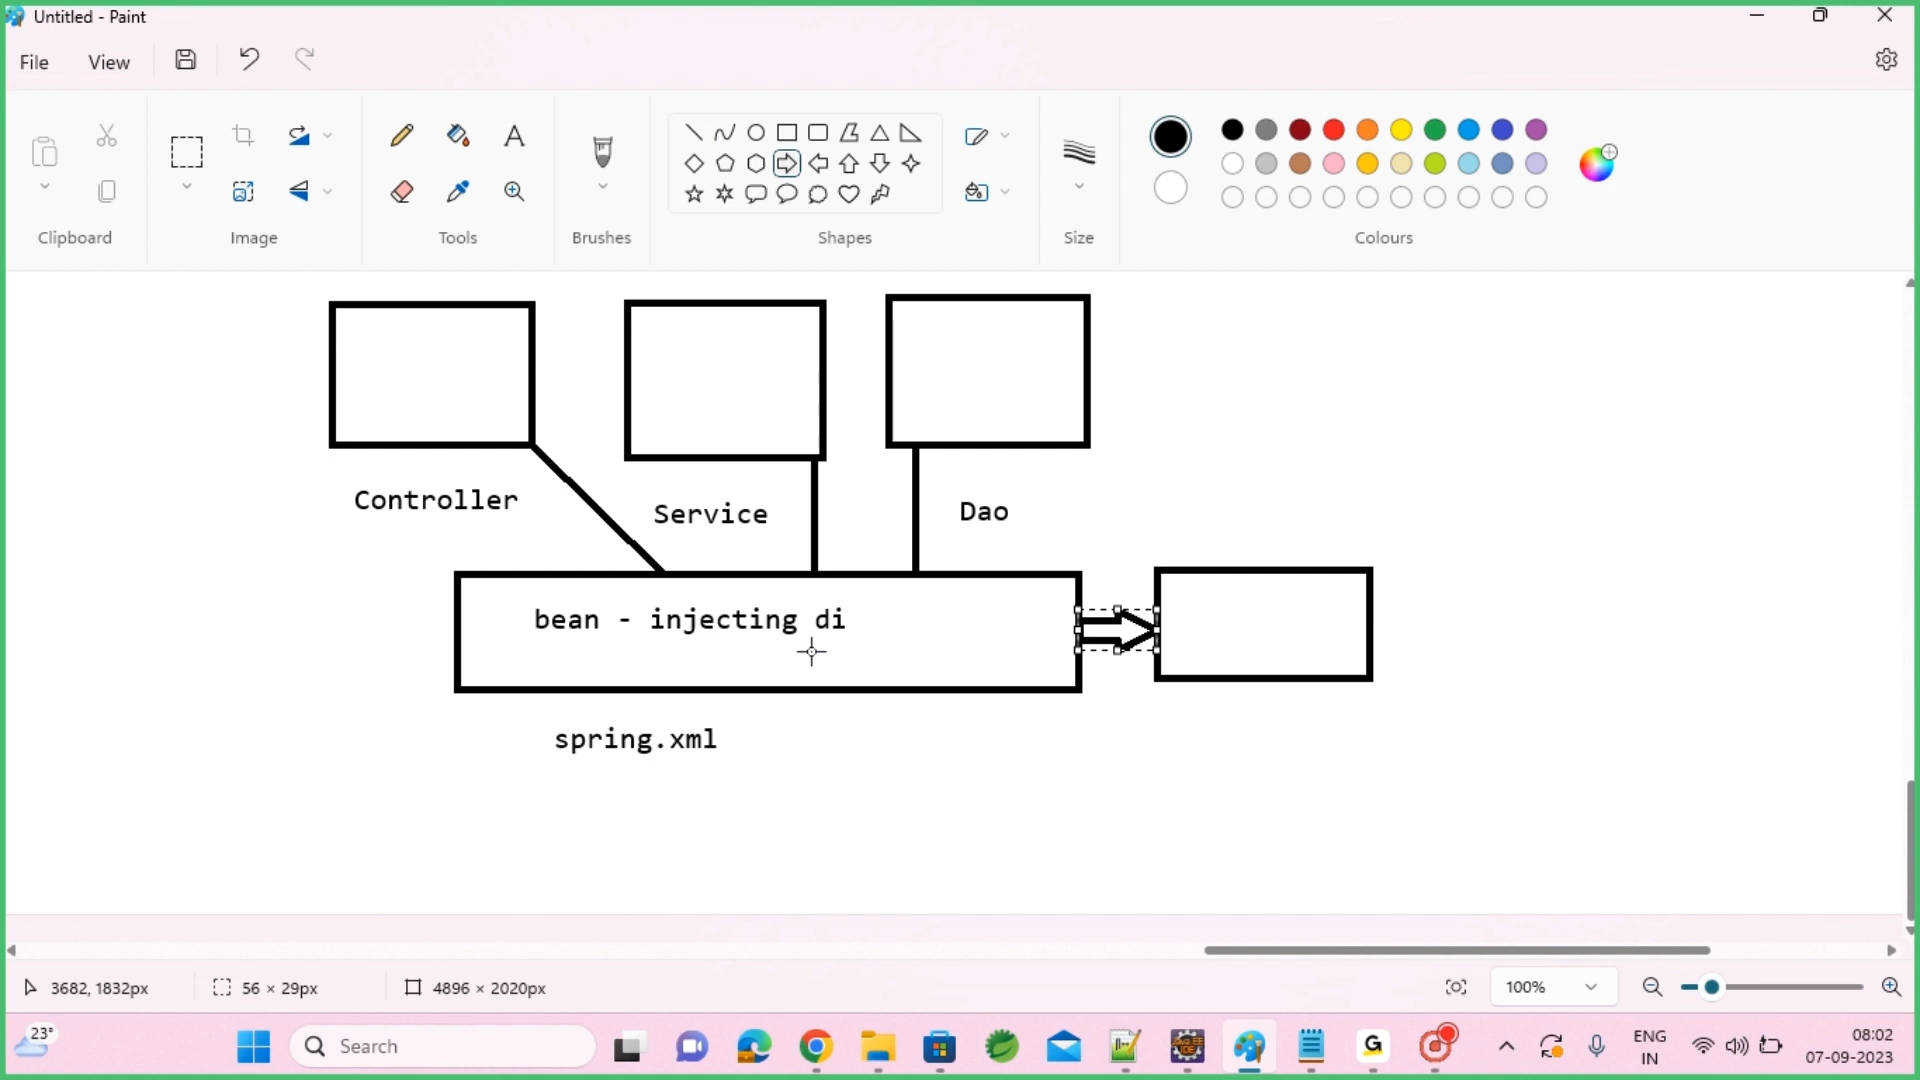 Untitled - Paint
File View
Clipboard
Image
Tools
Brushes
Shapes
Size
Colours
Controller
Service
Dao
bean - injecting di
spring.xml
3682, 1832px
56 × 29px
4896 × 2020px
100%
23°
Search
ENG
IN
08:02
07-09-2023